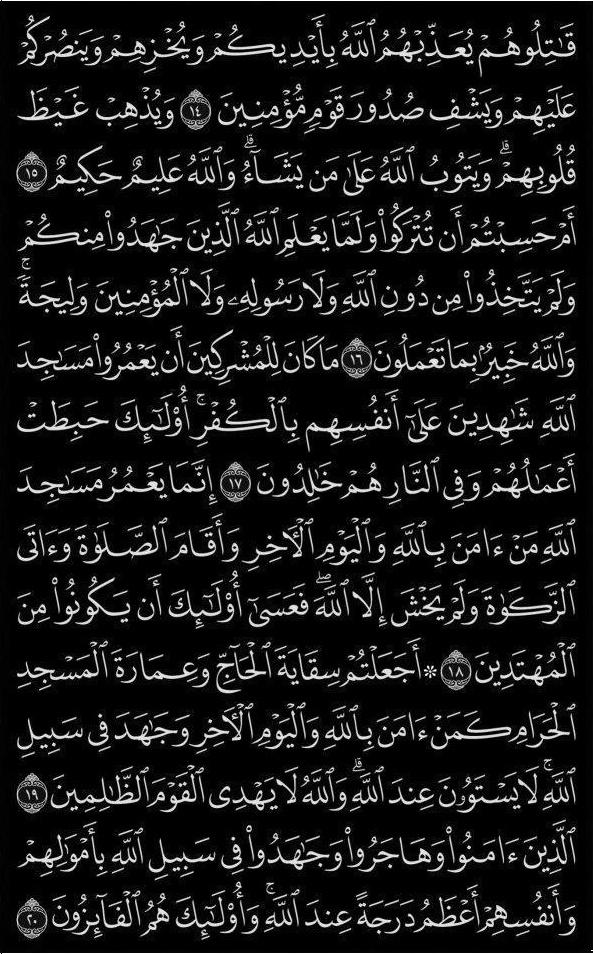 قَٰتِلُوهُمْ يُعَذِّبْهُمُ ٱللَّهُ بِأَيْدِيكُمْ وَيُخْزِهِمْ وَيَنصُرْكُمْ
عَلَيْهِمْ وَيَشْفِ صُدُورَ قَوْمٍ مُّؤْمِنِينَ ١٤ وَيُذْهِبْ غَيْظَ
قُلُوبِهِمْ ۗ وَيَتُوبُ ٱللَّهُ عَلَىٰ مَن يَشَآءُ ۗ وَٱللَّهُ عَلِيمٌ حَكِيمٌ ١٥
أَمْ حَسِبْتُمْ أَن تُتْرَكُوا۟ وَلَمَّا يَعْلَمِ ٱللَّهُ ٱلَّذِينَ جَٰهَدُوا۟ مِنكُمْ
وَلَمْ يَتَّخِذُوا۟ مِن دُونِ ٱللَّهِ وَلَا رَسُولِهِۦ وَلَا ٱلْمُؤْمِنِينَ وَلِيجَةً ۚ
وَٱللَّهُ خَبِيرٌۢ بِمَا تَعْمَلُونَ ١٦ مَا كَانَ لِلْمُشْرِكِينَ أَن يَعْمُرُوا۟ مَسَٰجِدَ
ٱللَّهِ شَٰهِدِينَ عَلَىٰٓ أَنفُسِهِم بِٱلْكُفْرِ ۚ أُو۟لَٰٓئِكَ حَبِطَتْ
أَعْمَٰلُهُمْ وَفِى ٱلنَّارِ هُمْ خَٰلِدُونَ ١٧ إِنَّمَا يَعْمُرُ مَسَٰجِدَ
ٱللَّهِ مَنْ ءَامَنَ بِٱللَّهِ وَٱلْيَوْمِ ٱلْءَاخِرِ وَأَقَامَ ٱلصَّلَوٰةَ وَءَاتَى
ٱلزَّكَوٰةَ وَلَمْ يَخْشَ إِلَّا ٱللَّهَ ۖ فَعَسَىٰٓ أُو۟لَٰٓئِكَ أَن يَكُونُوا۟ مِنَ
ٱلْمُهْتَدِينَ ١٨ * أَجَعَلْتُمْ سِقَايَةَ ٱلْحَآجِّ وَعِمَارَةَ ٱلْمَسْجِدِ
ٱلْحَرَامِ كَمَنْ ءَامَنَ بِٱللَّهِ وَٱلْيَوْمِ ٱلْءَاخِرِ وَجَٰهَدَ فِى سَبِيلِ
ٱللَّهِ ۚ لَا يَسْتَوُۥنَ عِندَ ٱللَّهِ ۗ وَٱللَّهُ لَا يَهْدِى ٱلْقَوْمَ ٱلظَّٰلِمِينَ ١٩
ٱلَّذِينَ ءَامَنُوا۟ وَهَاجَرُوا۟ وَجَٰهَدُوا۟ فِى سَبِيلِ ٱللَّهِ بِأَمْوَٰلِهِمْ
وَأَنفُسِهِمْ أَعْظَمُ دَرَجَةً عِندَ ٱللَّهِ ۚ وَأُو۟لَٰٓئِكَ هُمُ ٱلْفَآئِزُونَ ٢٠